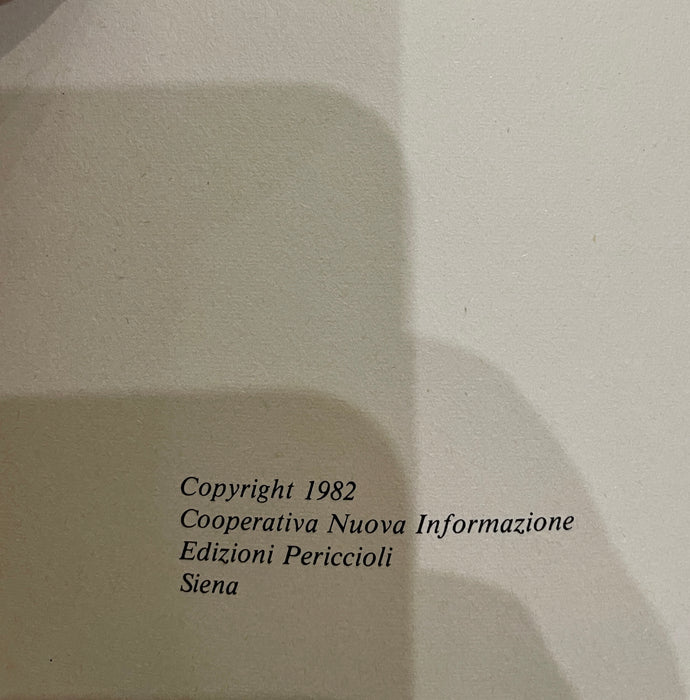 Copyright 1982
Cooperativa Nuova Informazione
Edizioni Periccioli
Siena